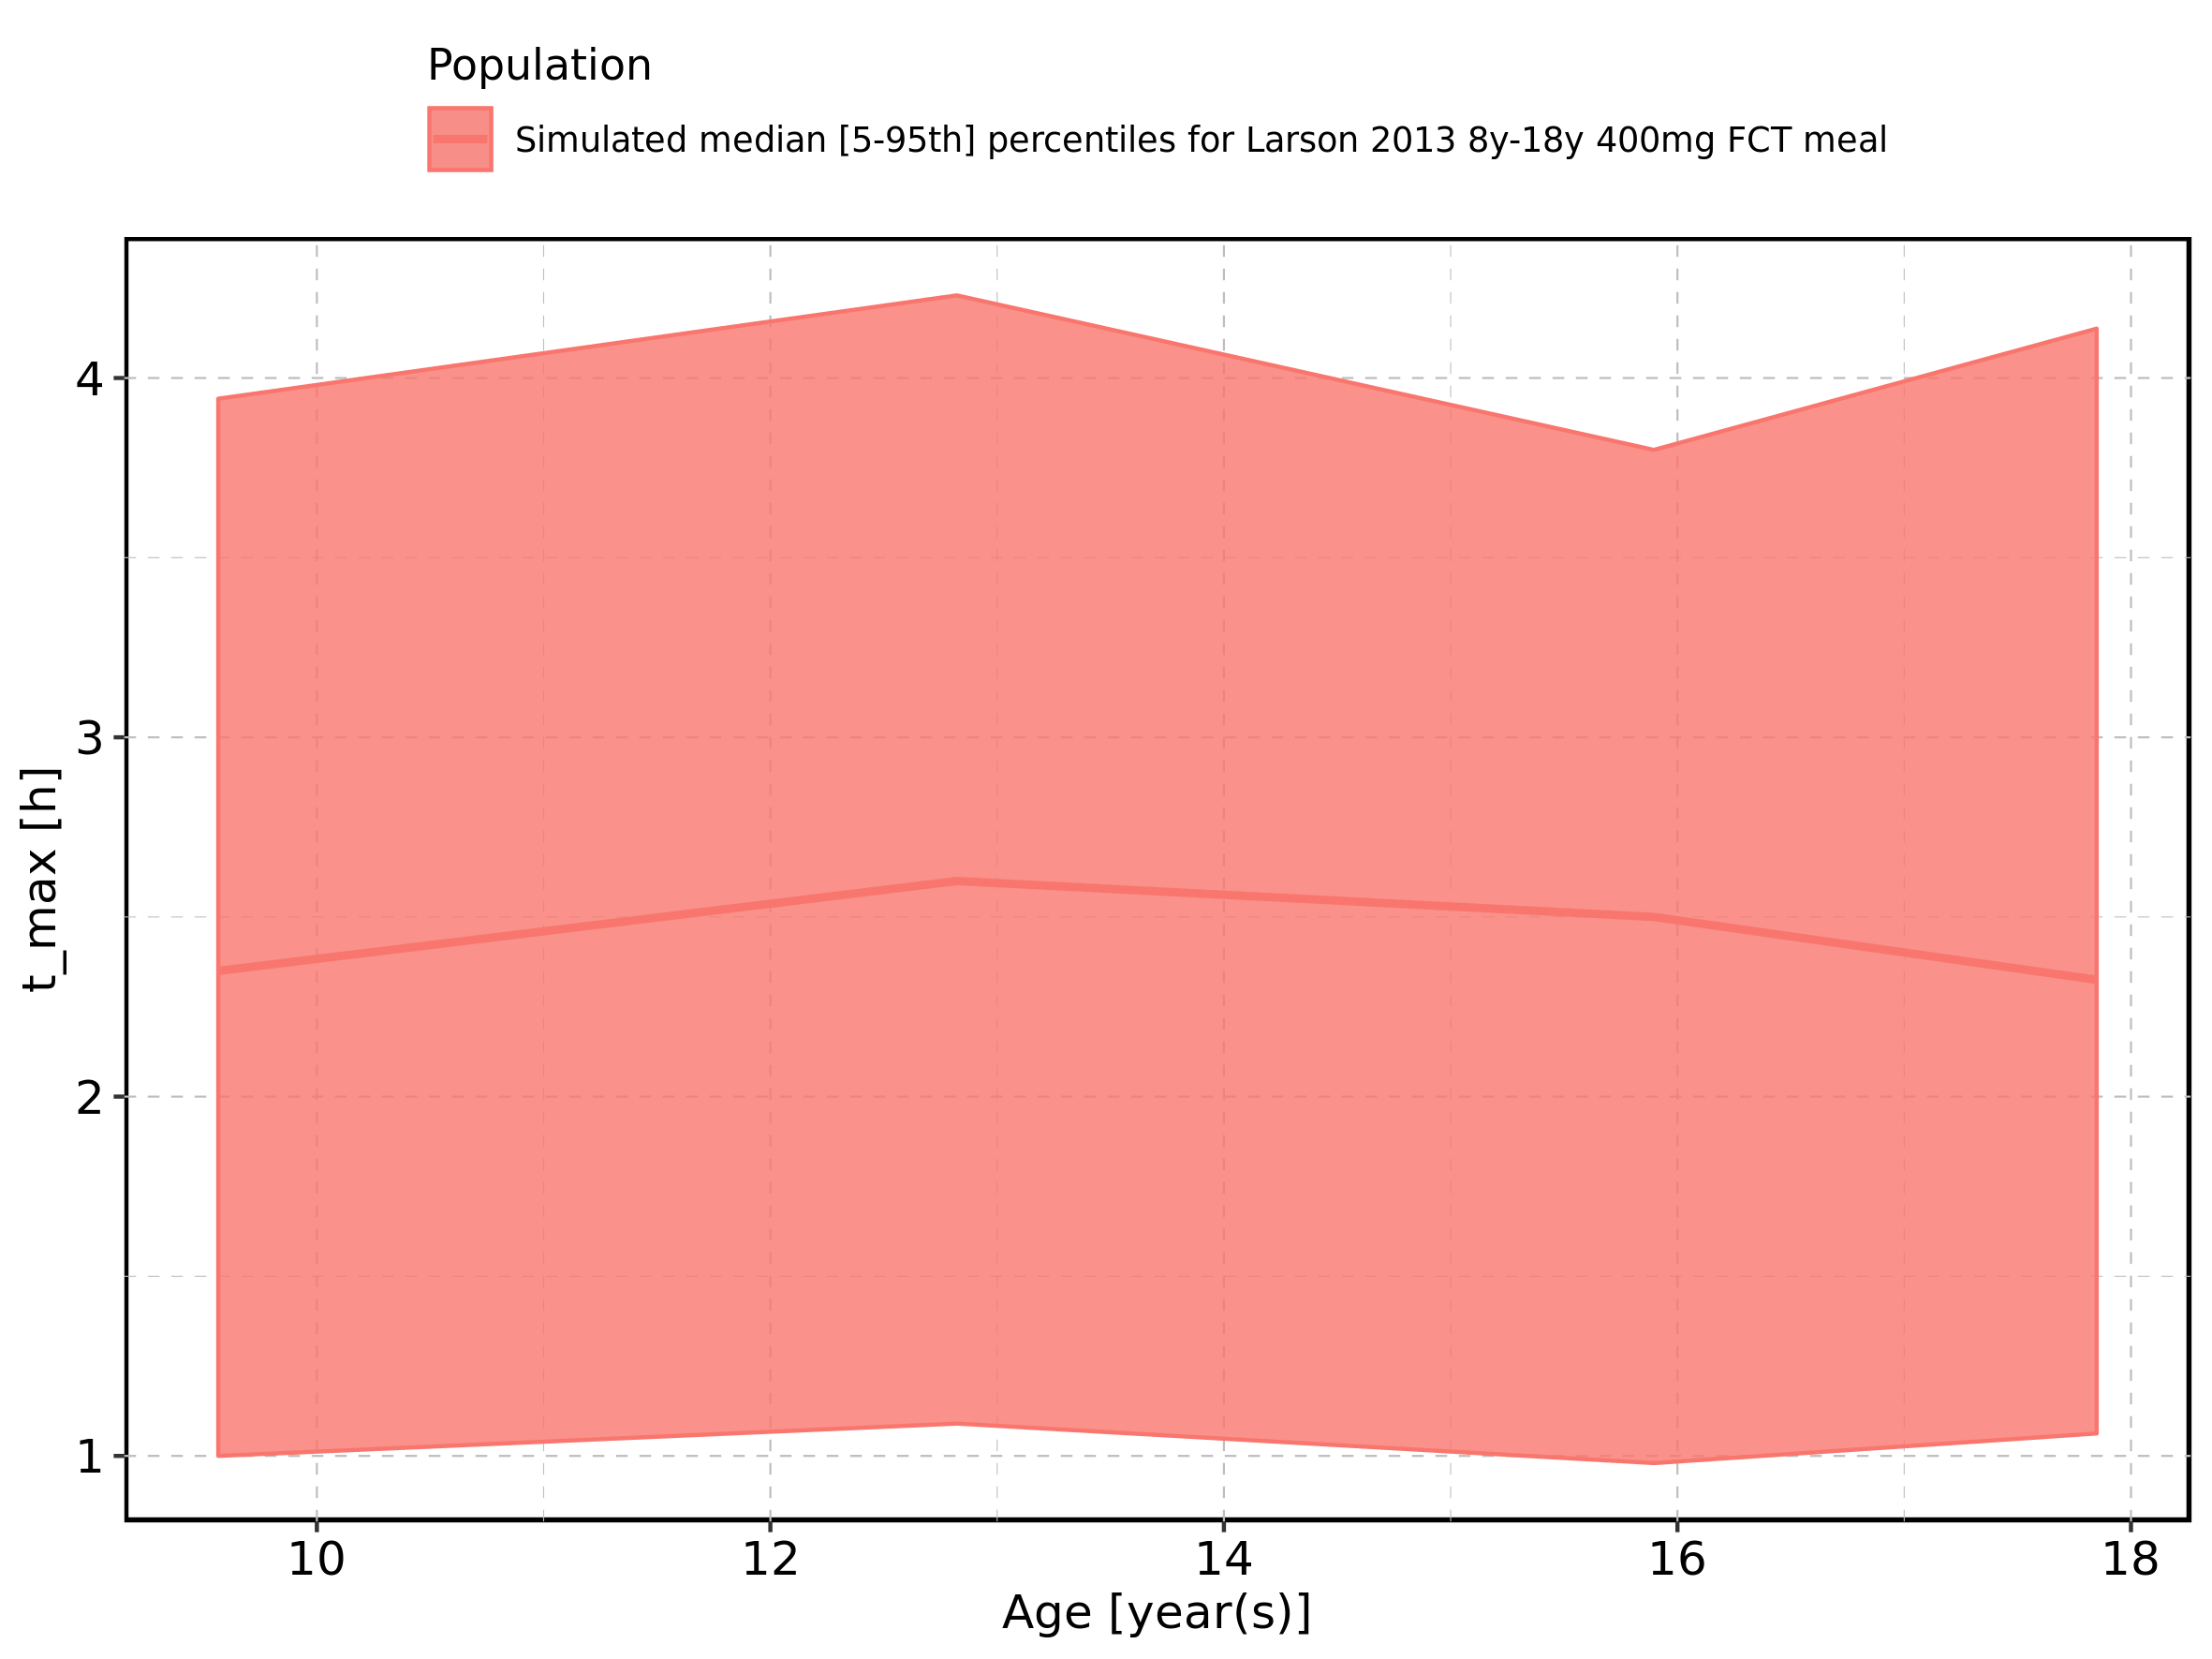 Population
Simulated median [5-95th] percentiles for Larson 2013 8y-18y 400mg FCT meal
t_max [h]
4
3
2
1
10 12 14 16 18
Age [year(s)]